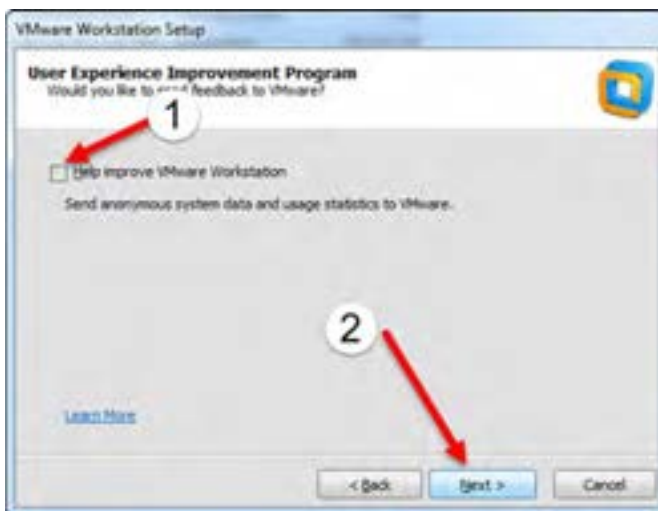 VMware Workstation Setup
User Experience Improvement Program
Would you like to send feedback to VMware?
1
Help improve VMware Workstation
Send anonymous system data and usage statistics to VMware.
2
Learn More
< Back
Next >
Cancel